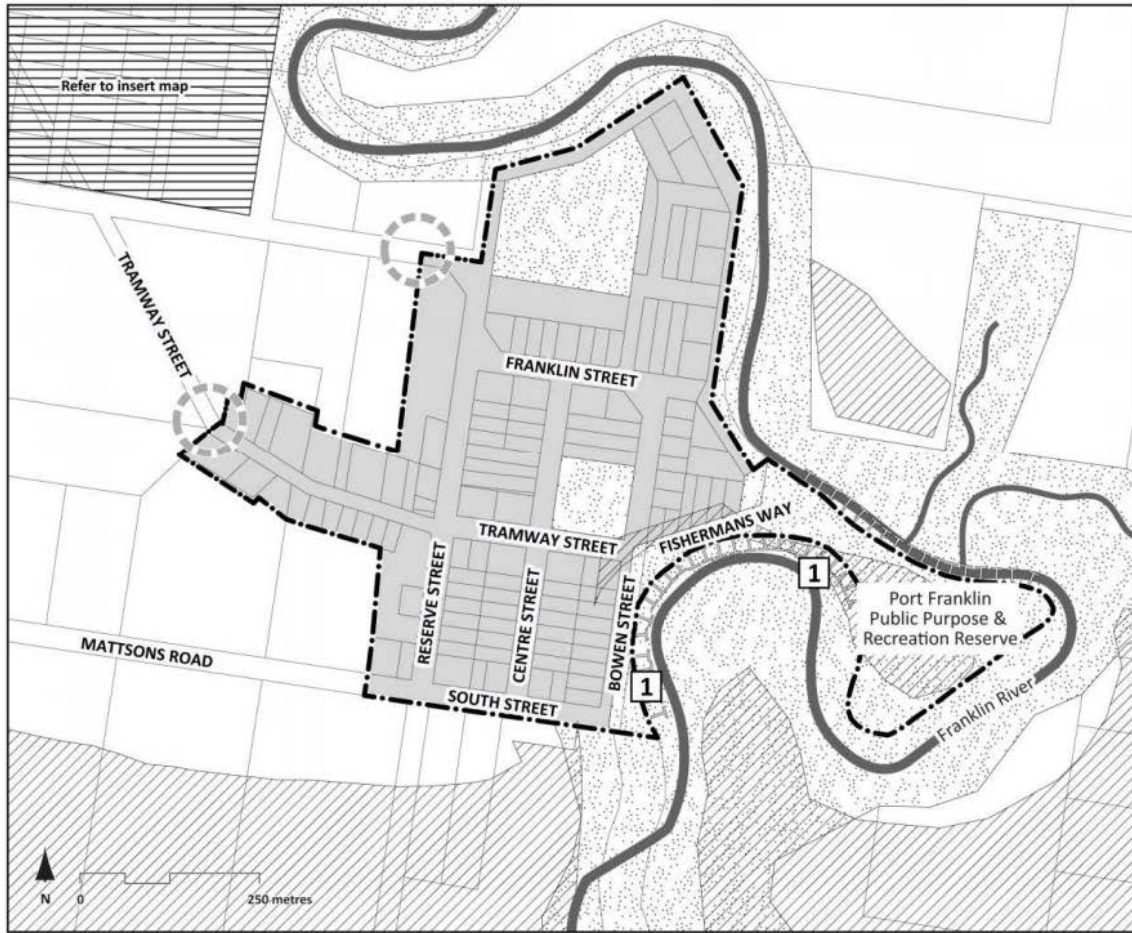 Refer to insert map
TRAMWAY STREET
FRANKLIN STREET
TRAMWAY STREET
FISHERMANS WAY
1
RESERVE STREET
CENTRE STREET
BOWEN STREET
Port Franklin
Public Purpose &
Recreation Reserve
MATTSONS ROAD
1
SOUTH STREET
Franklin River
N
0
250 metres